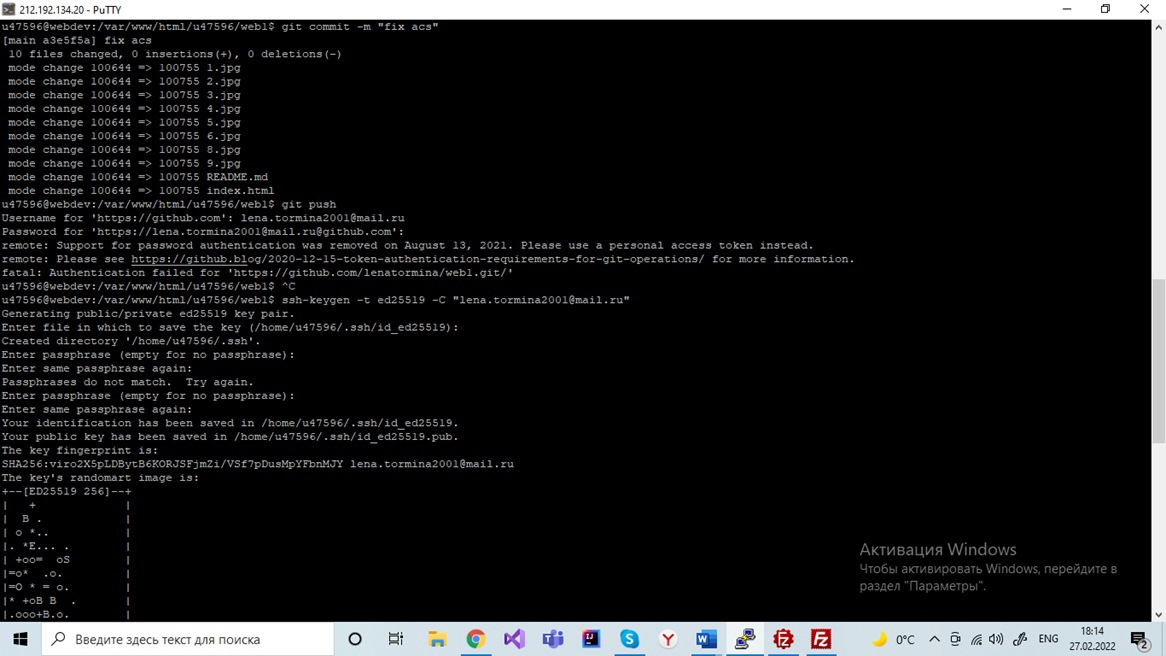 212.192.134.20 - PuTTY
u47596@webdev:/var/www/html/u47596/web1$ git commit -m "fix acs"
[main a3e5f5a] fix acs
 10 files changed, 0 insertions(+), 0 deletions(-)
 mode change 100644 => 100755 1.jpg
 mode change 100644 => 100755 2.jpg
 mode change 100644 => 100755 3.jpg
 mode change 100644 => 100755 4.jpg
 mode change 100644 => 100755 5.jpg
 mode change 100644 => 100755 6.jpg
 mode change 100644 => 100755 8.jpg
 mode change 100644 => 100755 9.jpg
 mode change 100644 => 100755 README.md
 mode change 100644 => 100755 index.html
u47596@webdev:/var/www/html/u47596/web1$ git push
Username for 'https://github.com': lena.tormina2001@mail.ru
Password for 'https://lena.tormina2001@mail.ru@github.com':
remote: Support for password authentication was removed on August 13, 2021. Please use a personal access token instead.
remote: Please see https://github.blog/2020-12-15-token-authentication-requirements-for-git-operations/ for more information.
fatal: Authentication failed for 'https://github.com/lenatormina/web1.git/'
u47596@webdev:/var/www/html/u47596/web1$ ^C
u47596@webdev:/var/www/html/u47596/web1$ ssh-keygen -t ed25519 -C "lena.tormina2001@mail.ru"
Generating public/private ed25519 key pair.
Enter file in which to save the key (/home/u47596/.ssh/id_ed25519):
Created directory '/home/u47596/.ssh'.
Enter passphrase (empty for no passphrase):
Enter same passphrase again:
Passphrases do not match.  Try again.
Enter passphrase (empty for no passphrase):
Enter same passphrase again:
Your identification has been saved in /home/u47596/.ssh/id_ed25519.
Your public key has been saved in /home/u47596/.ssh/id_ed25519.pub.
The key fingerprint is:
SHA256:viro2X5pLDBytB6KORJSFjmZi/VSf7pDusMpYFbnMJY lena.tormina2001@mail.ru
The key's randomart image is:
+--[ED25519 256]--+
|   +             |
|  B .            |
| o *..           |
|. *E... .        |
| +oo=  oS        |
|=o*  .o.         |
|=O * = o.        |
|* +oB B  .       |
|.ooo+B.o.        |
Активация Windows
Чтобы активировать Windows, перейдите в
раздел "Параметры".
Введите здесь текст для поиска
0°C
ENG
18:14
27.02.2022
2